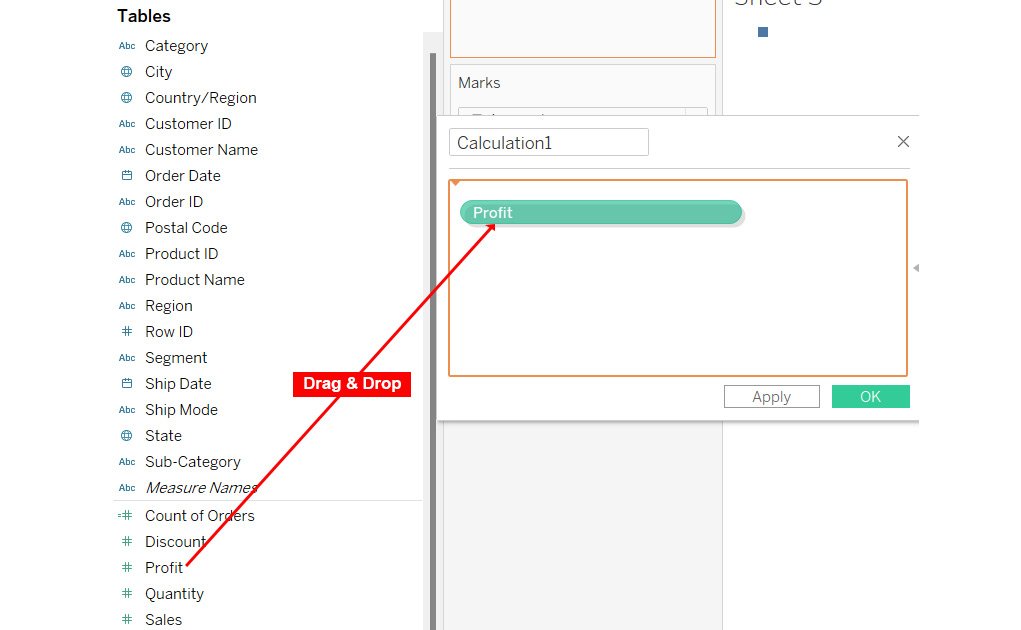 Tables
Abc Category
City
Country/Region
Abc Customer ID
Abc Customer Name
Order Date
Abc Order ID
Postal Code
Abc Product ID
Abc Product Name
Abc Region
# Row ID
Abc Segment
Ship Date
Abc Ship Mode
State
Abc Sub-Category
Abc Measure Names
=# Count of Orders
# Discount
# Profit
# Quantity
# Sales
Drag & Drop
Marks
Calculation1
Profit
Apply
OK